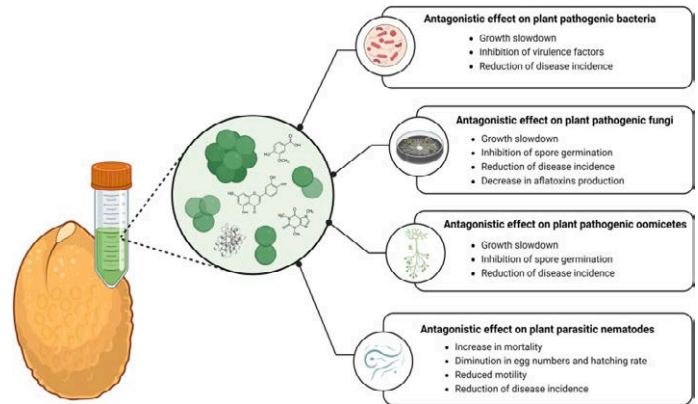 Antagonistic effect on plant pathogenic bacteria
• Growth slowdown
• Inhibition of virulence factors
• Reduction of disease incidence
Antagonistic effect on plant pathogenic fungi
• Growth slowdown
• Inhibition of spore germination
• Reduction of disease incidence
• Decrease in aflatoxins production
Antagonistic effect on plant pathogenic oomicetes
• Growth slowdown
• Inhibition of spore germination
• Reduction of disease incidence
Antagonistic effect on plant parasitic nematodes
• Increase in mortality
• Diminution in egg numbers and hatching rate
• Reduced motility
• Reduction of disease incidence